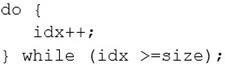 do {
   idx++;
} while (idx >=size);